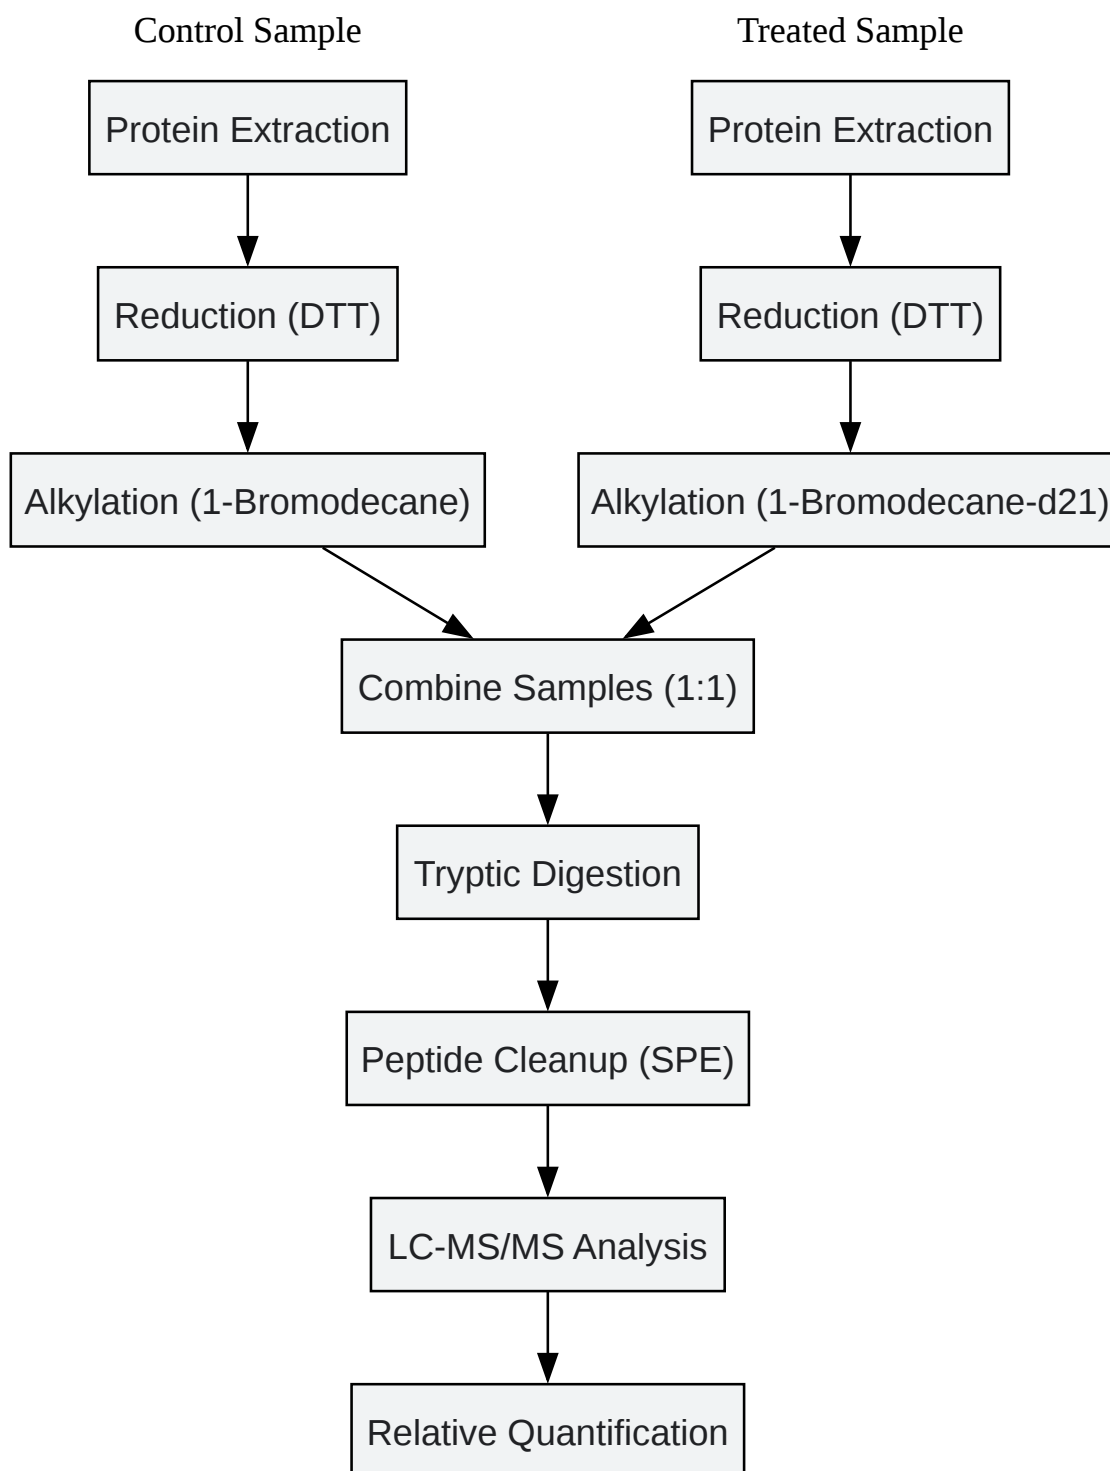 Control Sample
Treated Sample
Protein Extraction
Protein Extraction
Reduction (DTT)
Reduction (DTT)
Alkylation (1-Bromodecane)
Alkylation (1-Bromodecane-d21)
Combine Samples (1:1)
Tryptic Digestion
Peptide Cleanup (SPE)
LC-MS/MS Analysis
Relative Quantification